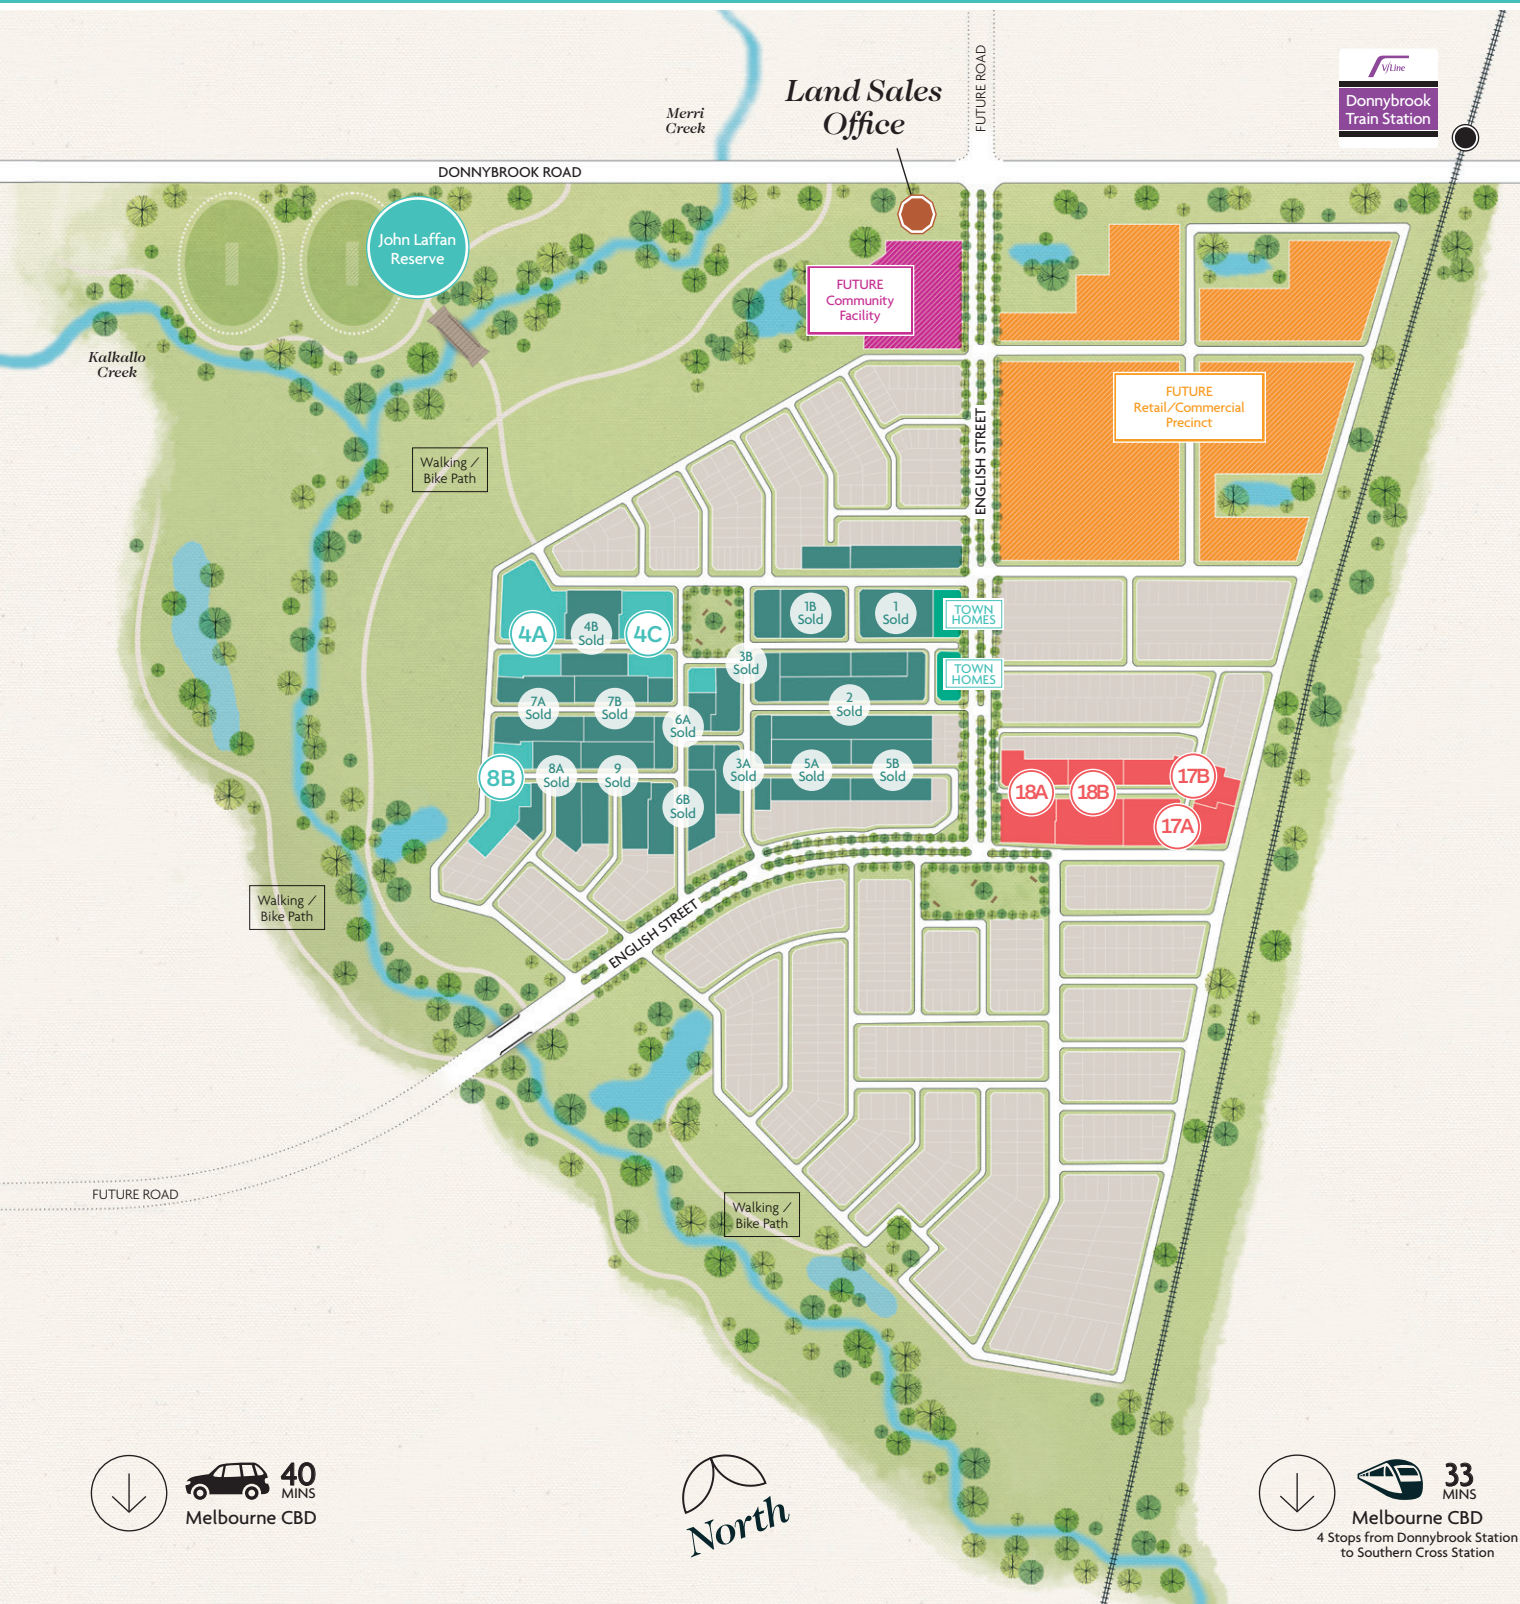 FUTURE ROAD
V/Line
Donnybrook
Train Station
Land Sales
Office
Merri
Creek
DONNYBROOK ROAD
John Laffan
Reserve
FUTURE
Community
Facility
Kalkallo
Creek
FUTURE
Retail/Commercial
Precinct
ENGLISH STREET
Walking /
Bike Path
1B
Sold
1
Sold
TOWN
HOMES
4A
4B
Sold
4C
3B
Sold
TOWN
HOMES
7A
Sold
7B
Sold
2
Sold
6A
Sold
8B
8A
Sold
9
Sold
3A
Sold
5A
Sold
5B
Sold
17B
18A
18B
6B
Sold
17A
Walking /
Bike Path
ENGLISH STREET
FUTURE ROAD
Walking /
Bike Path
40
MINS
Melbourne CBD
North
33
MINS
Melbourne CBD
4 Stops from Donnybrook Station
to Southern Cross Station